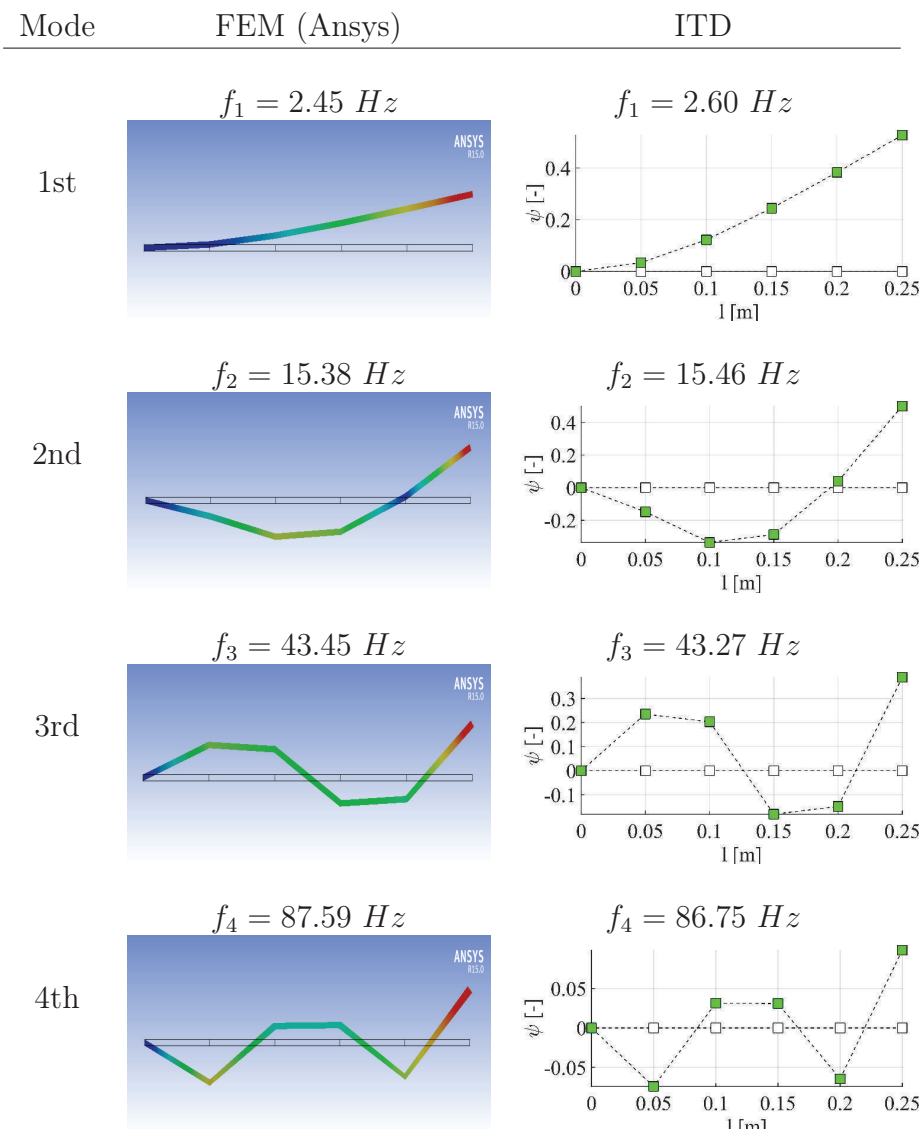 Mode FEM (Ansys) ITD
f₁ = 2.45 Hz f₁ = 2.60 Hz
1st
ANSYS
R15.0
0.4
0.2
0
ψ [-]
0 0.05 0.1 0.15 0.2 0.25
l [m]
f₂ = 15.38 Hz f₂ = 15.46 Hz
2nd
ANSYS
R15.0
0.4
0.2
0
-0.2
ψ [-]
0 0.05 0.1 0.15 0.2 0.25
l [m]
f₃ = 43.45 Hz f₃ = 43.27 Hz
3rd
ANSYS
R15.0
0.3
0.2
0.1
0
-0.1
ψ [-]
0 0.05 0.1 0.15 0.2 0.25
l [m]
f₄ = 87.59 Hz f₄ = 86.75 Hz
4th
ANSYS
R15.0
0.05
0
-0.05
ψ [-]
0 0.05 0.1 0.15 0.2 0.25
l [m]